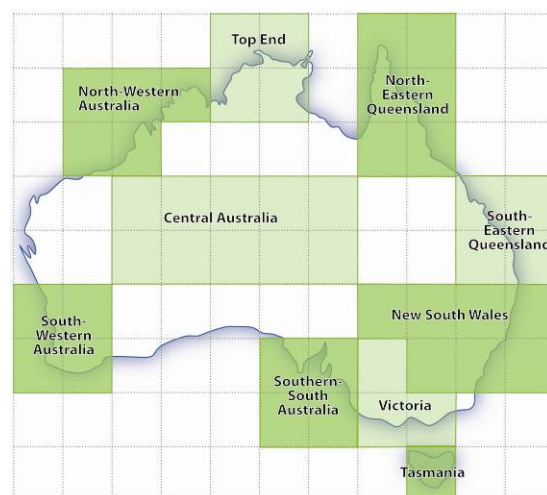 Top End
North-Western
Australia
North-
Eastern
Queensland
Central Australia
South-
Eastern
Queensland
South-
Western
Australia
New South Wales
Southern-
South
Australia
Victoria
Tasmania